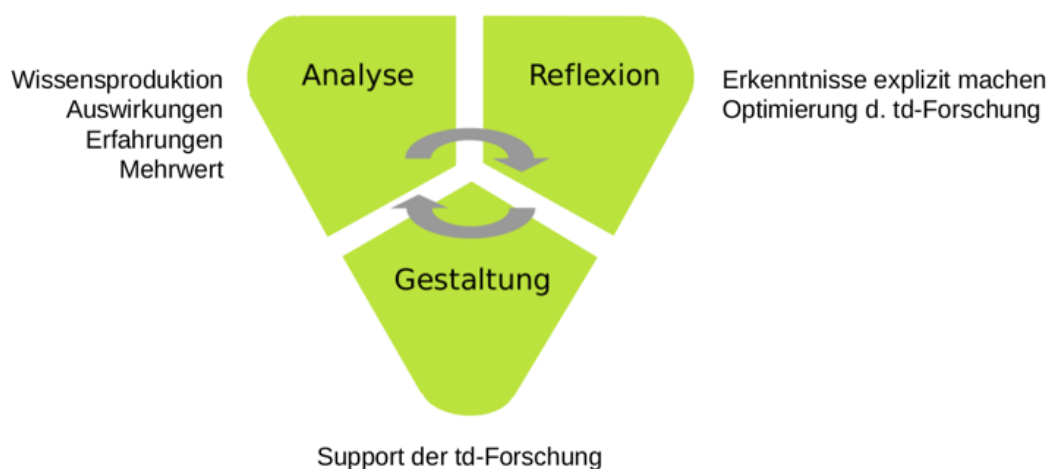 Analyse
Reflexion
Wissensproduktion
Auswirkungen
Erfahrungen
Mehrwert
Erkenntnisse explizit machen
Optimierung d. td-Forschung
Gestaltung
Support der td-Forschung